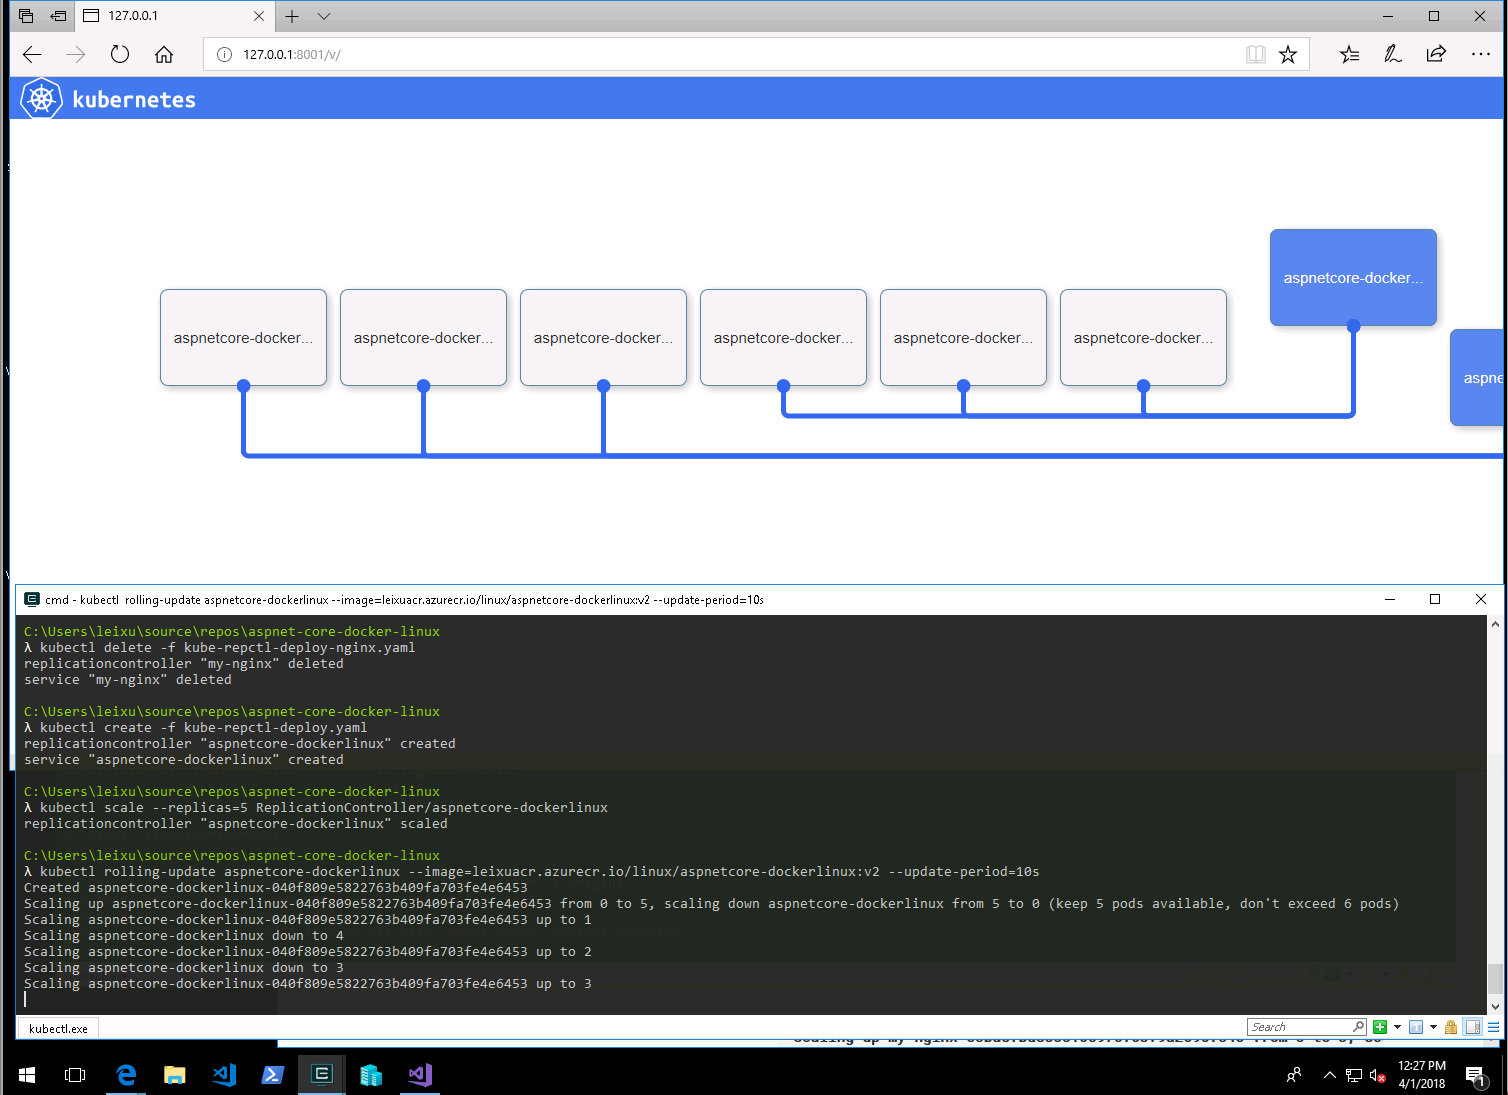 127.0.0.1
127.0.0.1:8001/v/
kubernetes
aspnetcore-docker...
aspnetcore-docker...
aspnetcore-docker...
aspnetcore-docker...
aspnetcore-docker...
aspnetcore-docker...
aspnetcore-docker...
aspne
cmd - kubectl  rolling-update aspnetcore-dockerlinux --image=leixuacr.azurecr.io/linux/aspnetcore-dockerlinux:v2 --update-period=10s
C:\Users\leixu\source\repos\aspnet-core-docker-linux
λ kubectl delete -f kube-repctl-deploy-nginx.yaml
replicationcontroller "my-nginx" deleted
service "my-nginx" deleted
C:\Users\leixu\source\repos\aspnet-core-docker-linux
λ kubectl create -f kube-repctl-deploy.yaml
replicationcontroller "aspnetcore-dockerlinux" created
service "aspnetcore-dockerlinux" created
C:\Users\leixu\source\repos\aspnet-core-docker-linux
λ kubectl scale --replicas=5 ReplicationController/aspnetcore-dockerlinux
replicationcontroller "aspnetcore-dockerlinux" scaled
C:\Users\leixu\source\repos\aspnet-core-docker-linux
λ kubectl rolling-update aspnetcore-dockerlinux --image=leixuacr.azurecr.io/linux/aspnetcore-dockerlinux:v2 --update-period=10s
Created aspnetcore-dockerlinux-040f809e5822763b409fa703fe4e6453
Scaling up aspnetcore-dockerlinux-040f809e5822763b409fa703fe4e6453 from 0 to 5, scaling down aspnetcore-dockerlinux from 5 to 0 (keep 5 pods available, don't exceed 6 pods)
Scaling aspnetcore-dockerlinux-040f809e5822763b409fa703fe4e6453 up to 1
Scaling aspnetcore-dockerlinux down to 4
Scaling aspnetcore-dockerlinux-040f809e5822763b409fa703fe4e6453 up to 2
Scaling aspnetcore-dockerlinux down to 3
Scaling aspnetcore-dockerlinux-040f809e5822763b409fa703fe4e6453 up to 3
kubectl.exe
Search
12:27 PM
4/1/2018
1